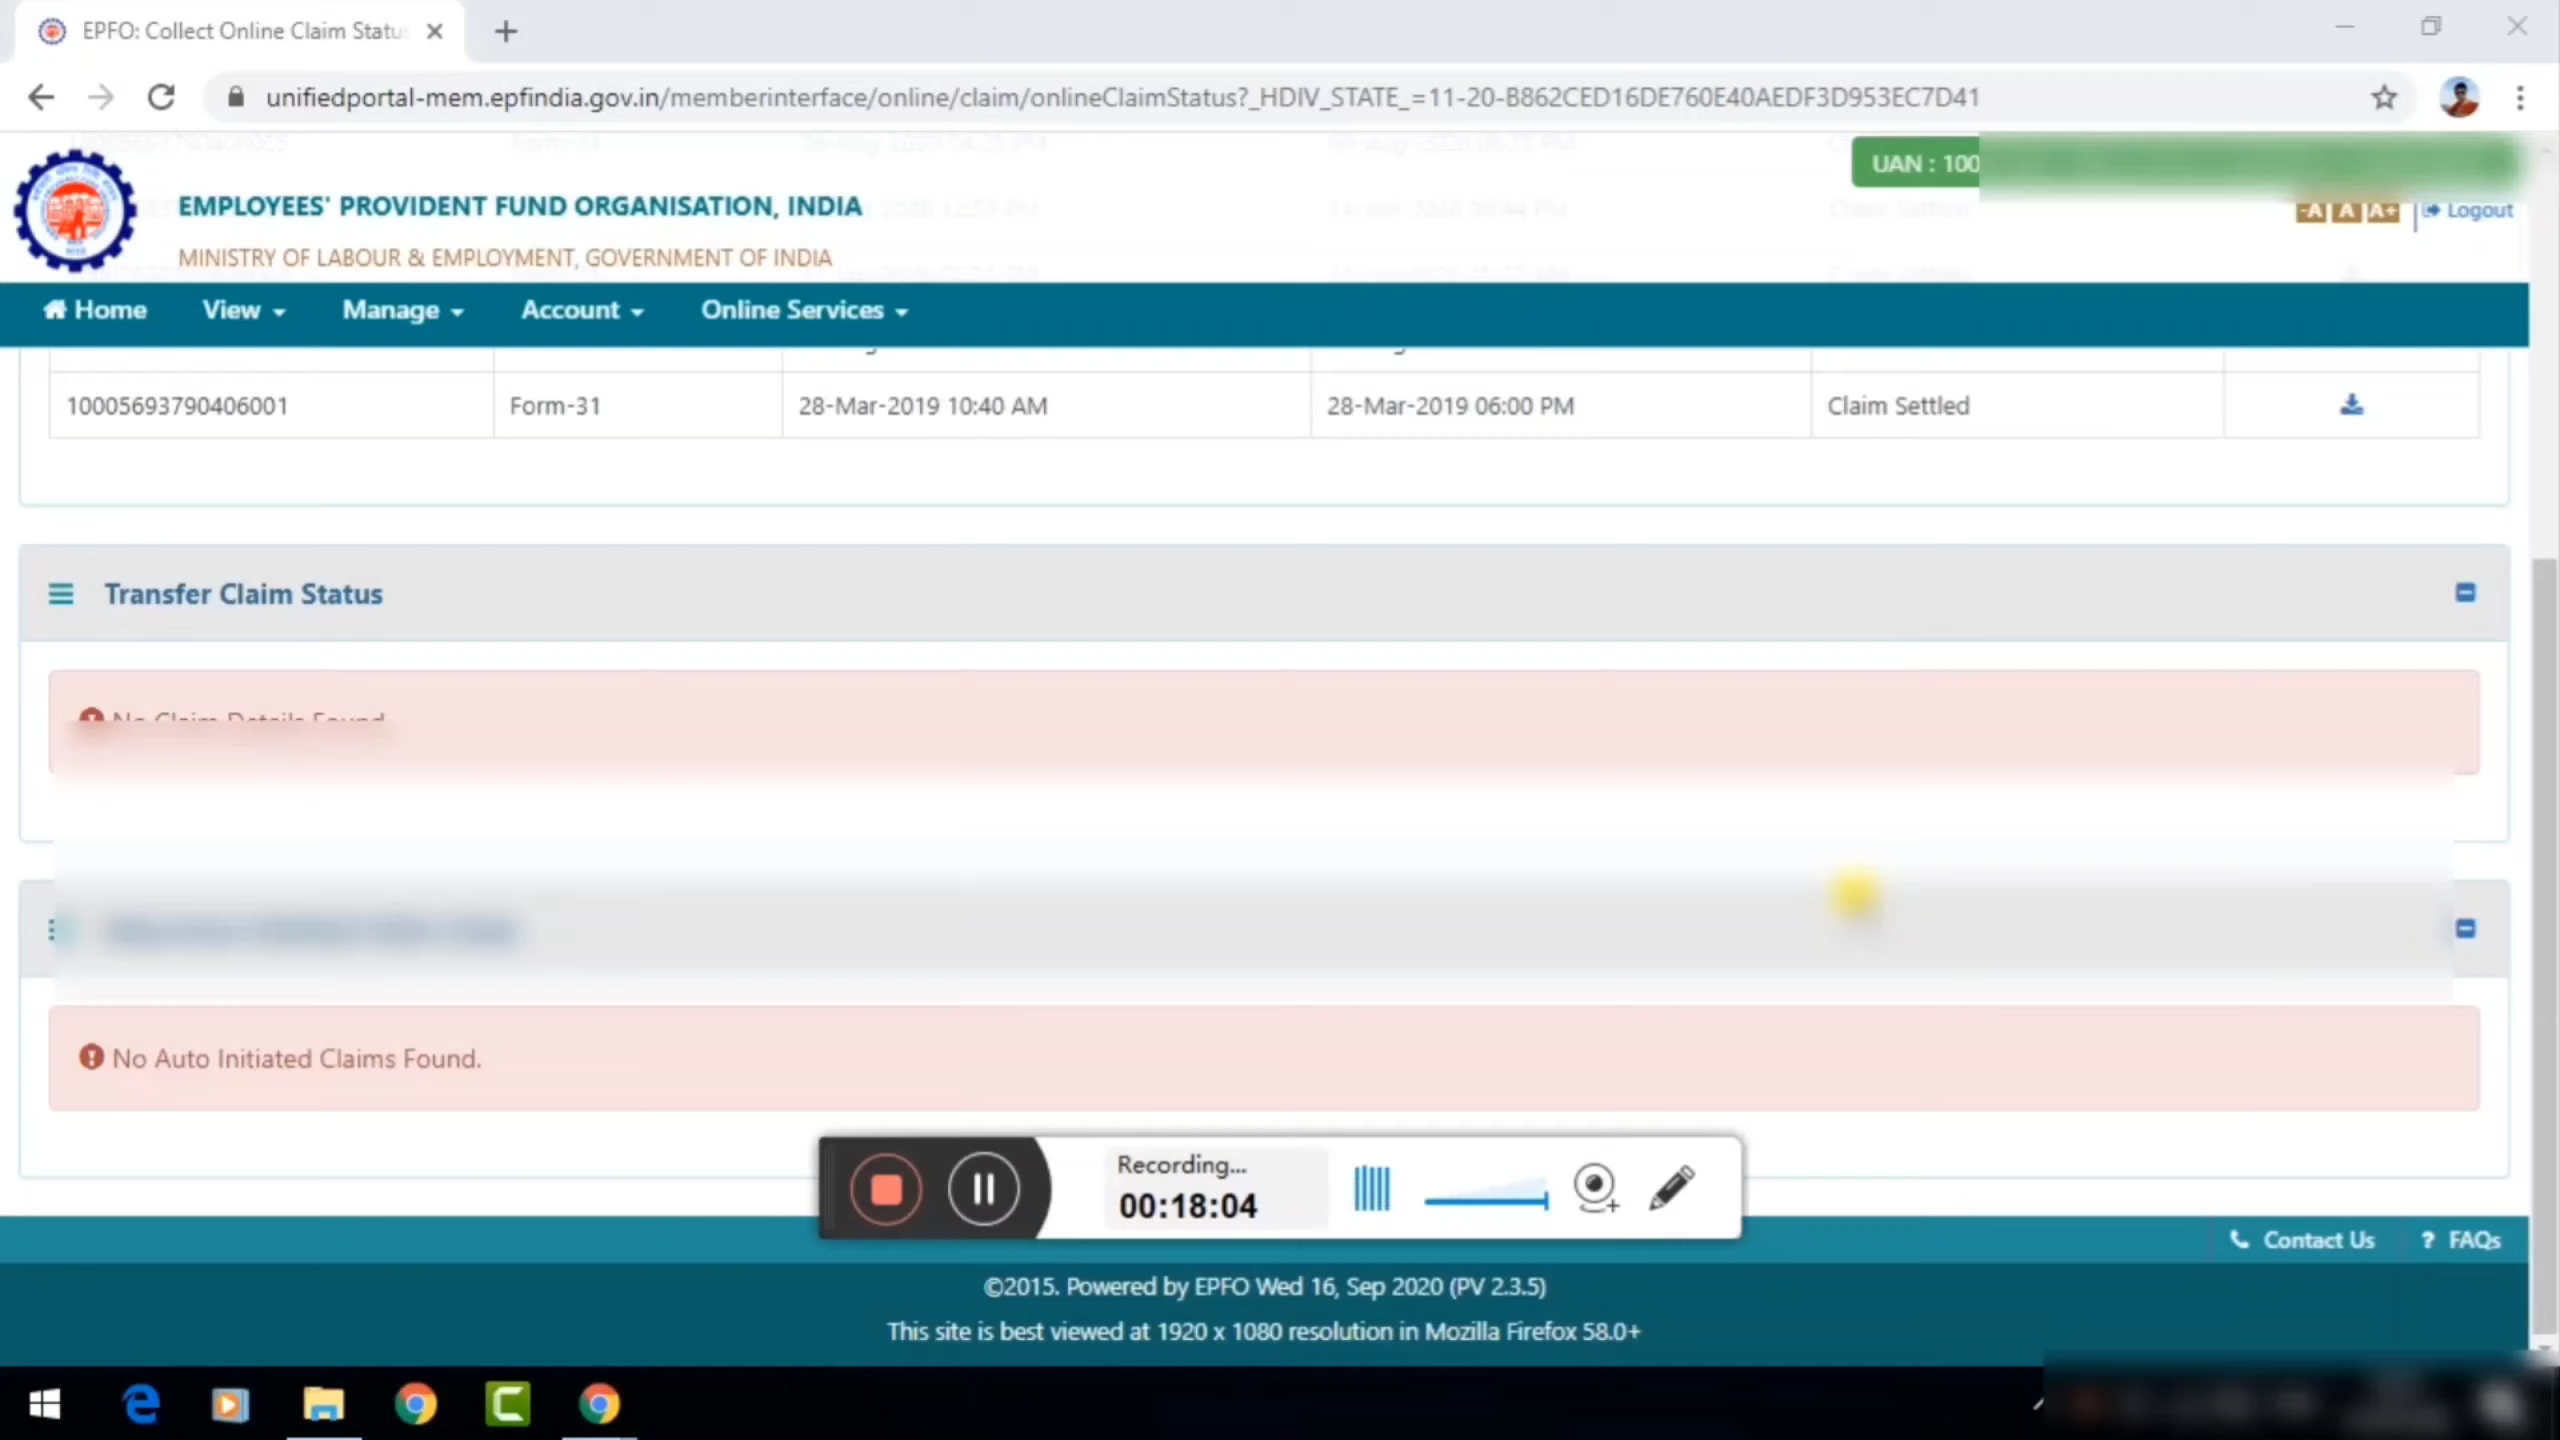 EPFO: Collect Online Claim Statu
unifiedportal-mem.epfindia.gov.in/memberinterface/online/claim/onlineClaimStatus?_HDIV_STATE_=11-20-B862CED16DE760E40AEDF3D953EC7D41
UAN : 100
EMPLOYEES' PROVIDENT FUND ORGANISATION, INDIA
-A A A+ Logout
MINISTRY OF LABOUR & EMPLOYMENT, GOVERNMENT OF INDIA
Home View Manage Account Online Services
10005693790406001 Form-31 28-Mar-2019 10:40 AM 28-Mar-2019 06:00 PM Claim Settled
Transfer Claim Status
No Claim Details Found
No Auto Initiated Claims Found.
Recording...
00:18:04
Contact Us ? FAQs
©2015. Powered by EPFO Wed 16, Sep 2020 (PV 2.3.5)
This site is best viewed at 1920 x 1080 resolution in Mozilla Firefox 58.0+